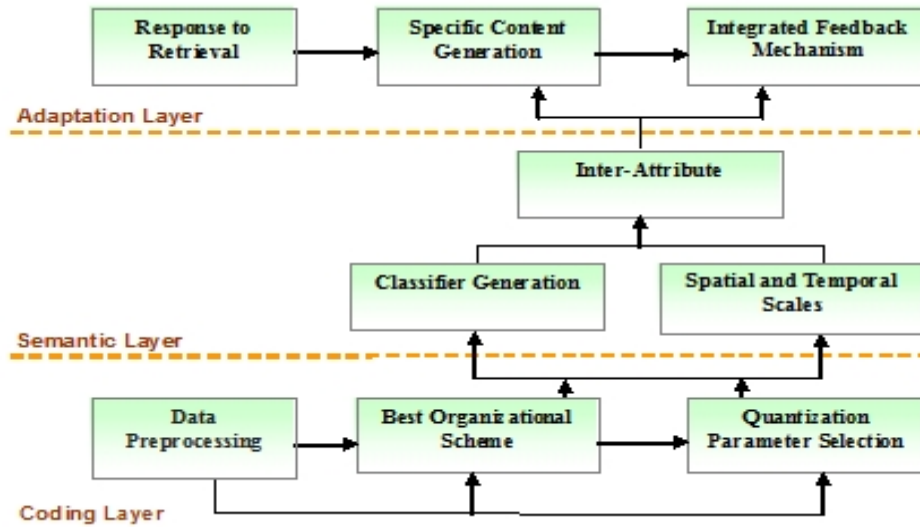 Response to
Retrieval
Specific Content
Generation
Integrated Feedback
Mechanism
Adaptation Layer
Inter-Attribute
Classifier Generation
Spatial and Temporal
Scales
Semantic Layer
Data
Preprocessing
Best Organizational
Scheme
Quantization
Parameter Selection
Coding Layer